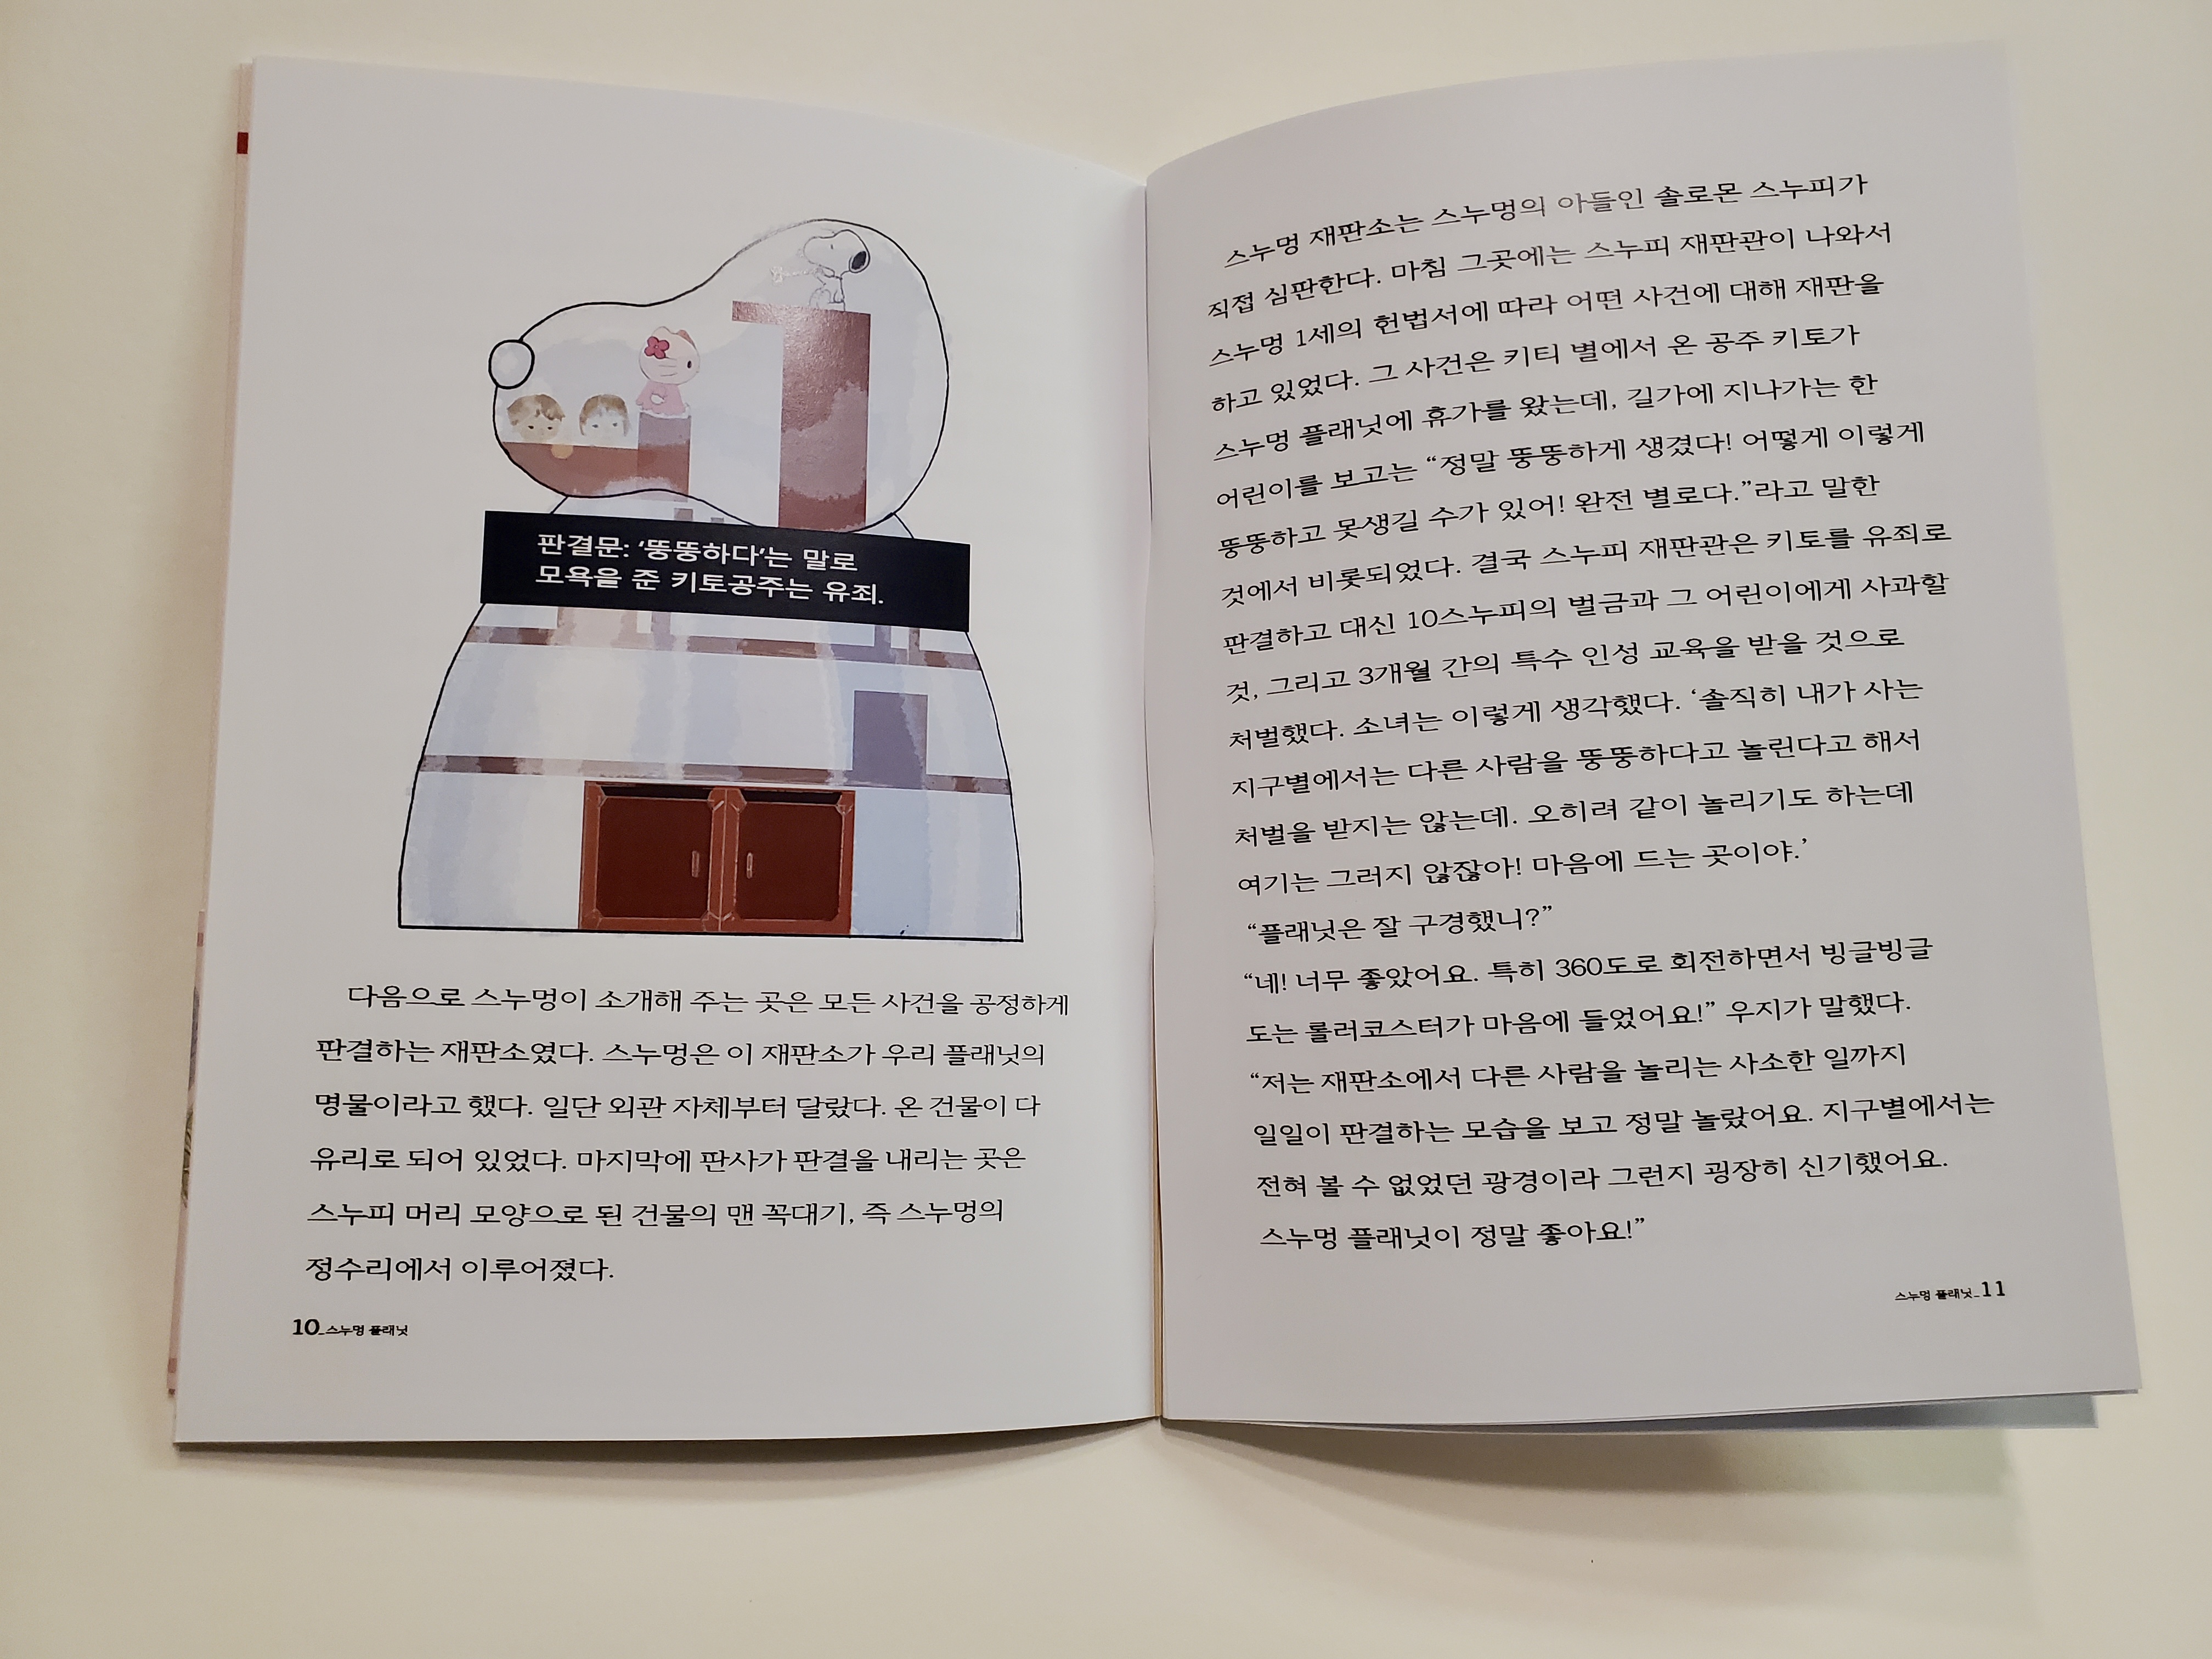 판결문: ‘뚱뚱하다’는 말로
모욕을 준 키토공주는 유죄.
다음으로 스누멍이 소개해 주는 곳은 모든 사건을 공정하게
판결하는 재판소였다. 스누멍은 이 재판소가 우리 플래닛의
명물이라고 했다. 일단 외관 자체부터 달랐다. 온 건물이 다
유리로 되어 있었다. 마지막에 판사가 판결을 내리는 곳은
스누피 머리 모양으로 된 건물의 맨 꼭대기, 즉 스누멍의
정수리에서 이루어졌다.
10_스누멍 플래닛
스누멍 재판소는 스누멍의 아들인 솔로몬 스누피가
직접 심판한다. 마침 그곳에는 스누피 재판관이 나와서
스누멍 1세의 헌법서에 따라 어떤 사건에 대해 재판을
하고 있었다. 그 사건은 키티 별에서 온 공주 키토가
스누멍 플래닛에 휴가를 왔는데, 길가에 지나가는 한
어린이를 보고는 “정말 뚱뚱하게 생겼다! 어떻게 이렇게
뚱뚱하고 못생길 수가 있어! 완전 별로다.”라고 말한
것에서 비롯되었다. 결국 스누피 재판관은 키토를 유죄로
판결하고 대신 10스누피의 벌금과 그 어린이에게 사과할
것, 그리고 3개월 간의 특수 인성 교육을 받을 것으로
처벌했다. 소녀는 이렇게 생각했다. ‘솔직히 내가 사는
지구별에서는 다른 사람을 뚱뚱하다고 놀린다고 해서
처벌을 받지는 않는데. 오히려 같이 놀리기도 하는데
여기는 그러지 않잖아! 마음에 드는 곳이야.’
“플래닛은 잘 구경했니?”
“네! 너무 좋았어요. 특히 360도로 회전하면서 빙글빙글
도는 롤러코스터가 마음에 들었어요!” 우지가 말했다.
“저는 재판소에서 다른 사람을 놀리는 사소한 일까지
일일이 판결하는 모습을 보고 정말 놀랐어요. 지구별에서는
전혀 볼 수 없었던 광경이라 그런지 굉장히 신기했어요.
스누멍 플래닛이 정말 좋아요!”
스누멍 플래닛_11